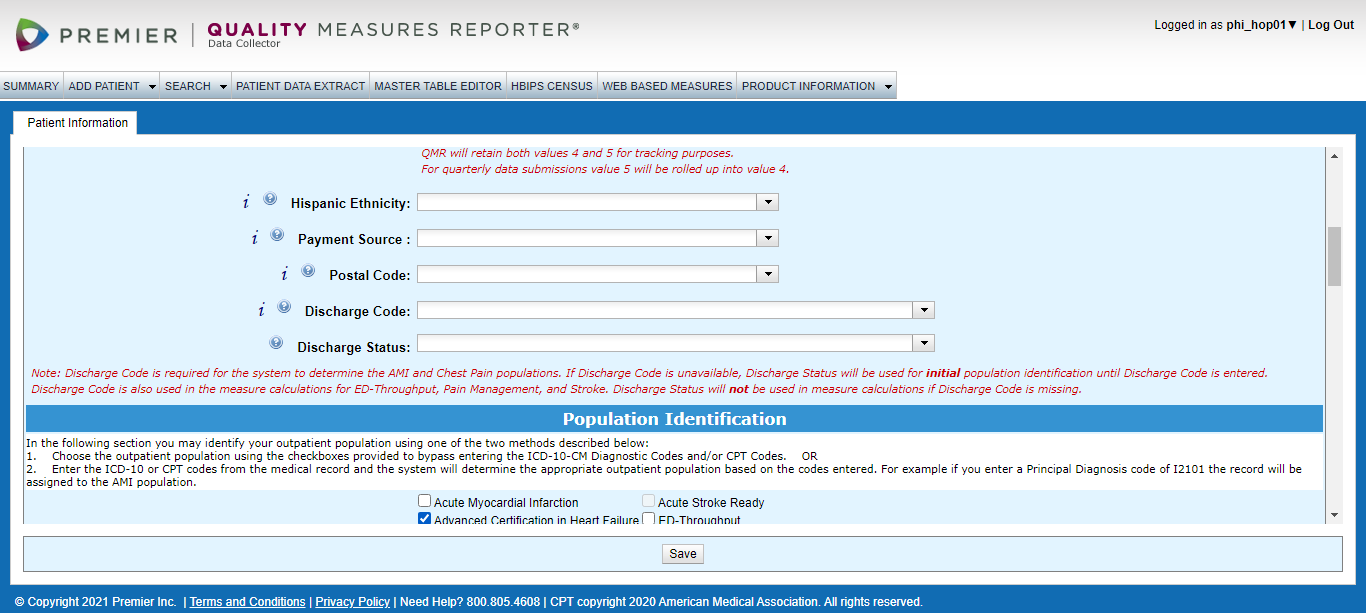 PREMIER | QUALITY MEASURES REPORTER®
Data Collector
Logged in as phi_hop01▼ | Log Out
SUMMARY ADD PATIENT SEARCH PATIENT DATA EXTRACT MASTER TABLE EDITOR HBIPS CENSUS WEB BASED MEASURES PRODUCT INFORMATION
Patient Information
QMR will retain both values 4 and 5 for tracking purposes.
For quarterly data submissions value 5 will be rolled up into value 4.
i ? Hispanic Ethnicity:
i ? Payment Source :
i ? Postal Code:
i ? Discharge Code:
? Discharge Status:
Note: Discharge Code is required for the system to determine the AMI and Chest Pain populations. If Discharge Code is unavailable, Discharge Status will be used for initial population identification until Discharge Code is entered.
Discharge Code is also used in the measure calculations for ED-Throughput, Pain Management, and Stroke. Discharge Status will not be used in measure calculations if Discharge Code is missing.
Population Identification
In the following section you may identify your outpatient population using one of the two methods described below:
1. Choose the outpatient population using the checkboxes provided to bypass entering the ICD-10-CM Diagnostic Codes and/or CPT Codes. OR
2. Enter the ICD-10 or CPT codes from the medical record and the system will determine the appropriate outpatient population based on the codes entered. For example if you enter a Principal Diagnosis code of I2101 the record will be
assigned to the AMI population.
Acute Myocardial Infarction Acute Stroke Ready
Advanced Certification in Heart Failure ED-Throughput
Save
© Copyright 2021 Premier Inc. | Terms and Conditions | Privacy Policy | Need Help? 800.805.4608 | CPT copyright 2020 American Medical Association. All rights reserved.